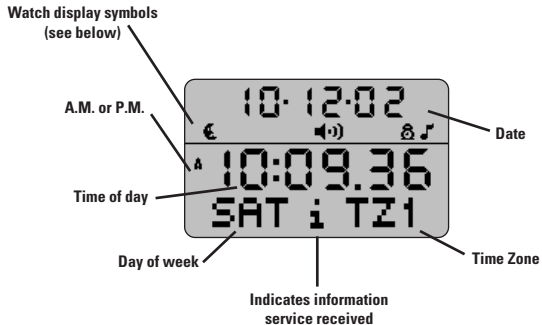 Watch display symbols
(see below)
10·12·02
A.M. or P.M.
Date
A 10:09.36
Time of day
SAT i TZ1
Day of week
Time Zone
Indicates information
service received